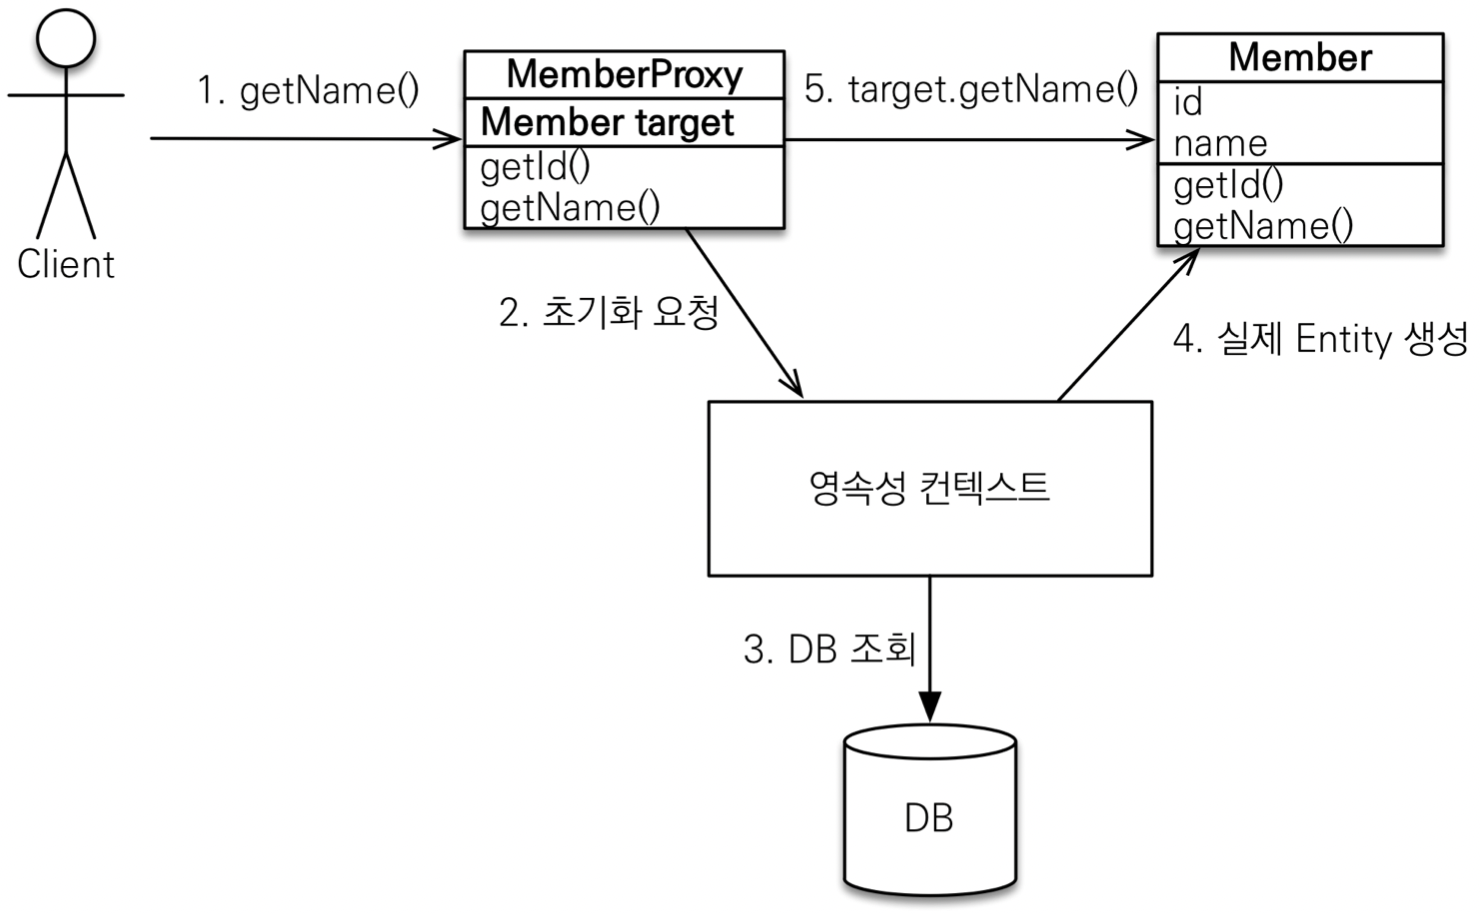 1. getName()
MemberProxy
Member target
getId()
getName()
5. target.getName()
Member
id
name
getId()
getName()
Client
2. 초기화 요청
4. 실제 Entity 생성
영속성 컨텍스트
3. DB 조회
DB